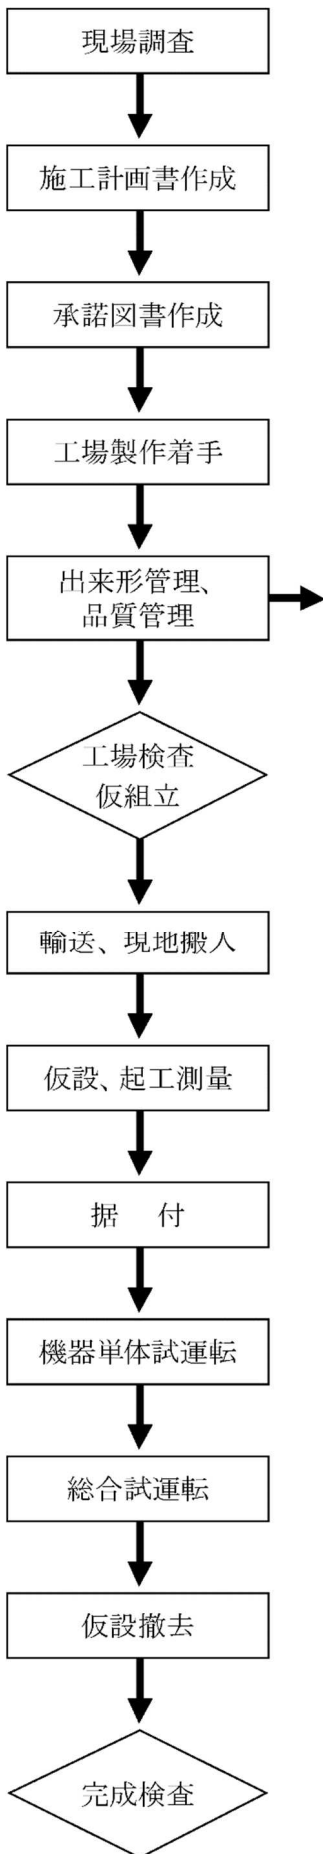 現場調査
施工計画書作成
承諾図書作成
工場製作着手
出来形管理、
品質管理
工場検査
仮組立
輸送、現地搬入
仮設、起工測量
据　付
機器単体試運転
総合試運転
仮設撤去
完成検査